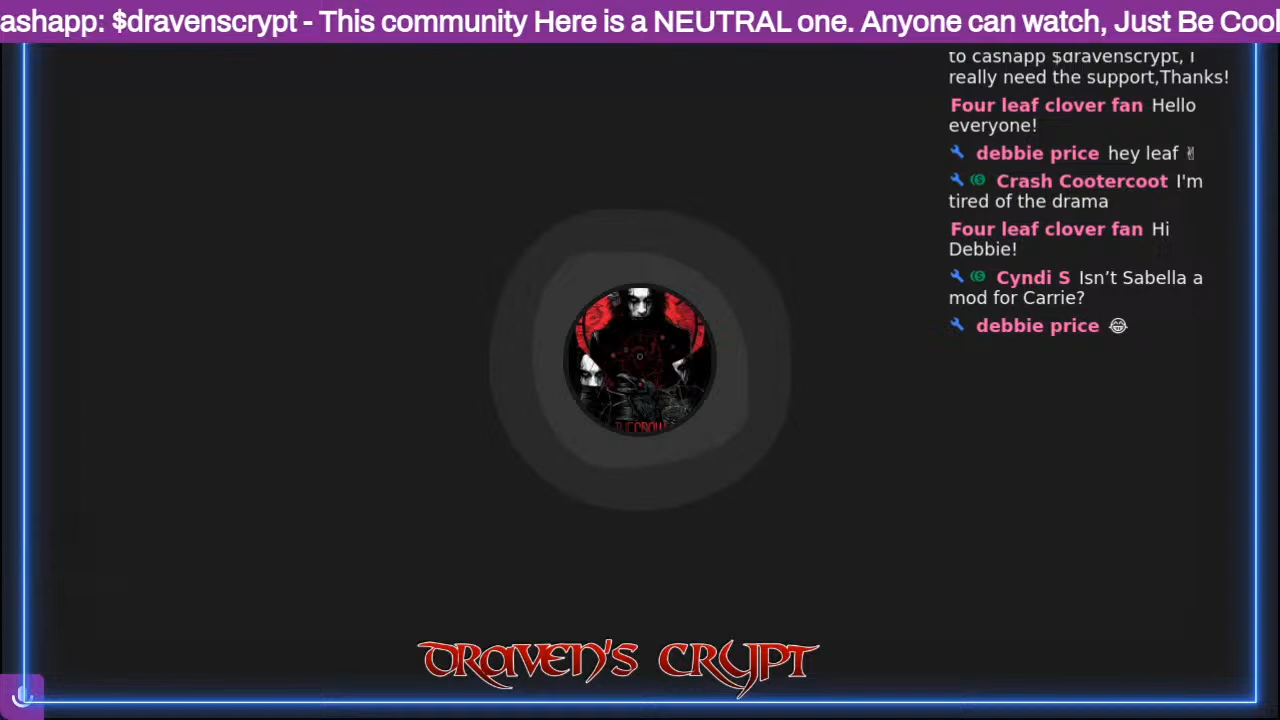 ashapp: $dravenscrypt - This community Here is a NEUTRAL one. Anyone can watch, Just Be Cool
to cashapp $dravenscrypt, I
really need the support,Thanks!
Four leaf clover fan Hello
everyone!
debbie price hey leaf ✌
Crash Cootercoot I'm
tired of the drama
Four leaf clover fan Hi
Debbie!
Cyndi S Isn’t Sabella a
mod for Carrie?
debbie price 😂
THE CROW
DRAVEN'S CRYPT